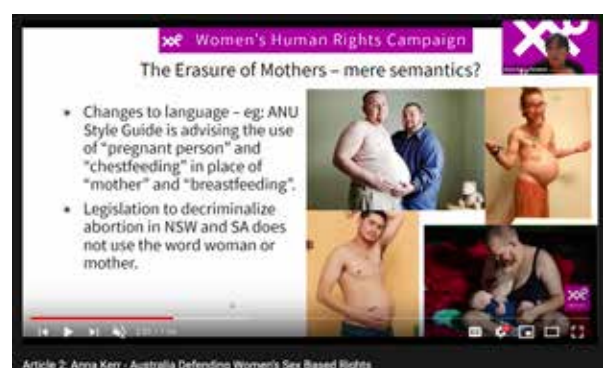 Women's Human Rights Campaign
The Erasure of Mothers – mere semantics?
• Changes to language – eg: ANU
Style Guide is advising the use
of "pregnant person" and
"chestfeeding" in place of
"mother" and "breastfeeding".
• Legislation to decriminalize
abortion in NSW and SA does
not use the word woman or
mother.
Article 2: Anna Kerr - Australia Defending Women's Sex Based Rights